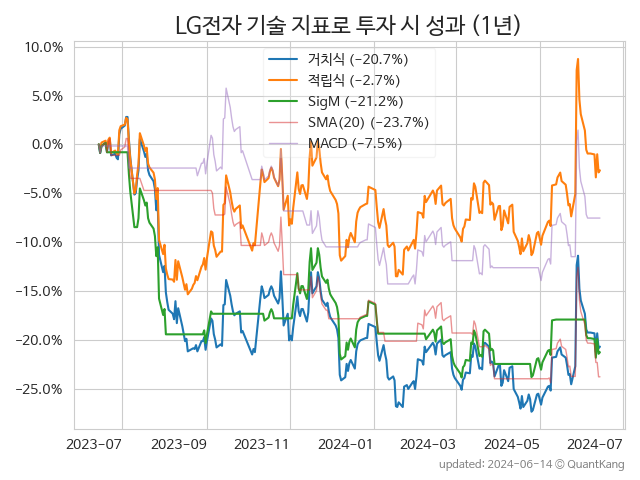 LG전자 기술 지표로 투자 시 성과 (1년)
10.0%
5.0%
0.0%
−5.0%
−10.0%
−15.0%
−20.0%
−25.0%
거치식 (−20.7%)
적립식 (−2.7%)
SigM (−21.2%)
SMA(20) (−23.7%)
MACD (−7.5%)
2023-07 2023-09 2023-11 2024-01 2024-03 2024-05 2024-07
updated: 2024-06-14 © QuantKang